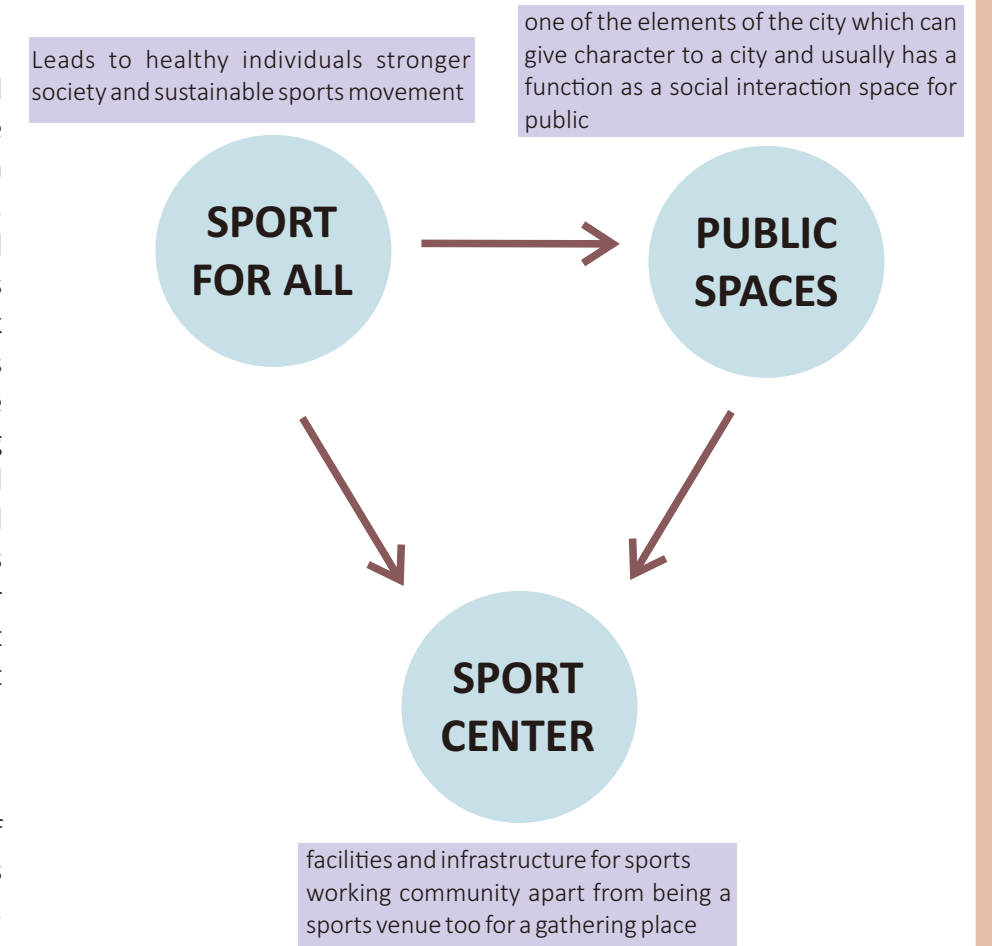 Leads to healthy individuals stronger
society and sustainable sports movement
one of the elements of the city which can
give character to a city and usually has a
function as a social interaction space for
public
SPORT
FOR ALL
PUBLIC
SPACES
SPORT
CENTER
facilities and infrastructure for sports
working community apart from being a
sports venue too for a gathering place